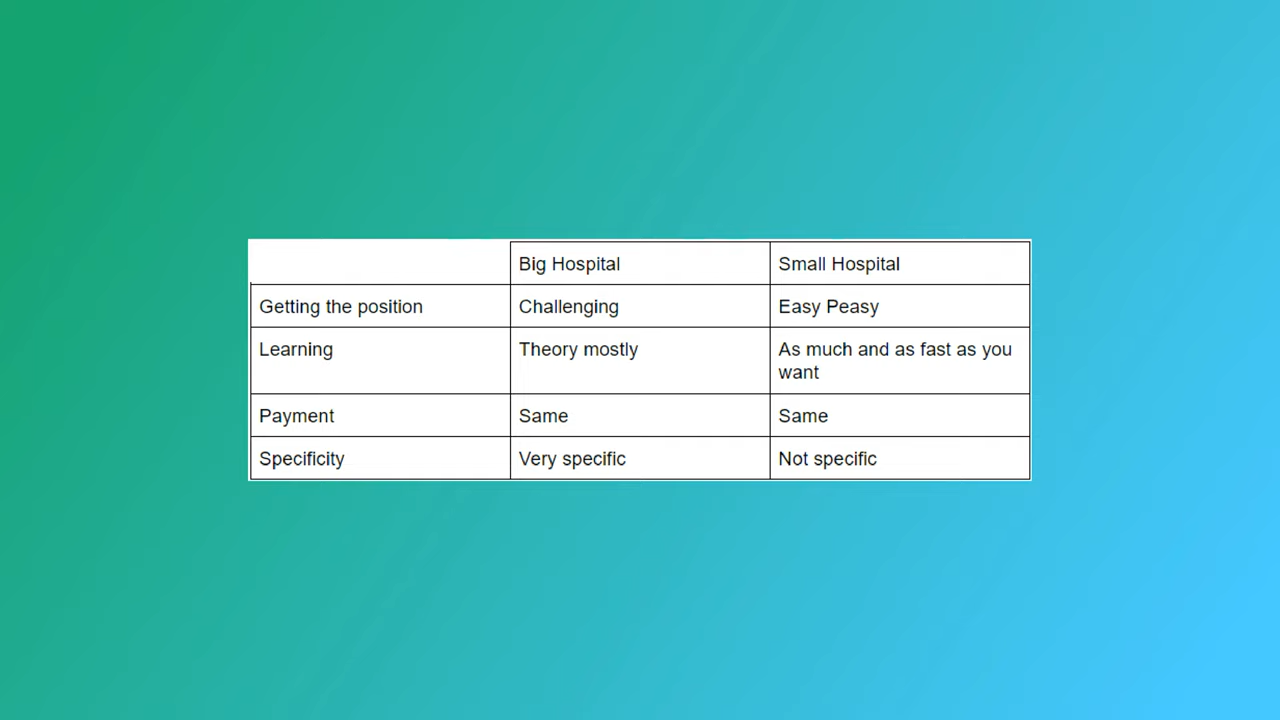 Big Hospital Small Hospital
Getting the position Challenging Easy Peasy
Learning Theory mostly As much and as fast as you
want
Payment Same Same
Specificity Very specific Not specific